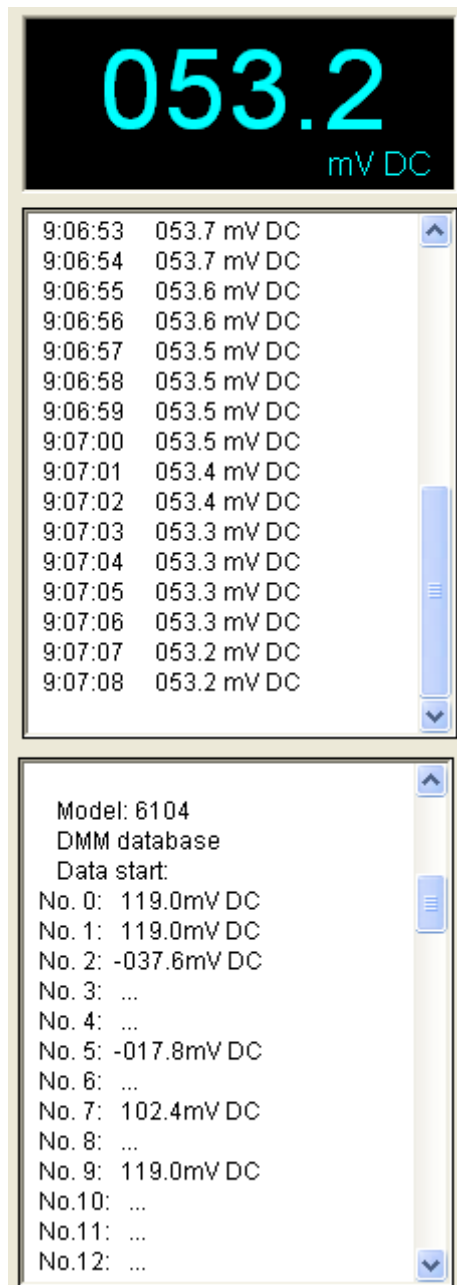 053.2
mV DC
9:06:53 053.7 mV DC
9:06:54 053.7 mV DC
9:06:55 053.6 mV DC
9:06:56 053.6 mV DC
9:06:57 053.5 mV DC
9:06:58 053.5 mV DC
9:06:59 053.5 mV DC
9:07:00 053.5 mV DC
9:07:01 053.4 mV DC
9:07:02 053.4 mV DC
9:07:03 053.3 mV DC
9:07:04 053.3 mV DC
9:07:05 053.3 mV DC
9:07:06 053.3 mV DC
9:07:07 053.2 mV DC
9:07:08 053.2 mV DC
Model: 6104
DMM database
Data start:
No. 0: 119.0mV DC
No. 1: 119.0mV DC
No. 2: -037.6mV DC
No. 3: ...
No. 4: ...
No. 5: -017.8mV DC
No. 6: ...
No. 7: 102.4mV DC
No. 8: ...
No. 9: 119.0mV DC
No.10: ...
No.11: ...
No.12: ...